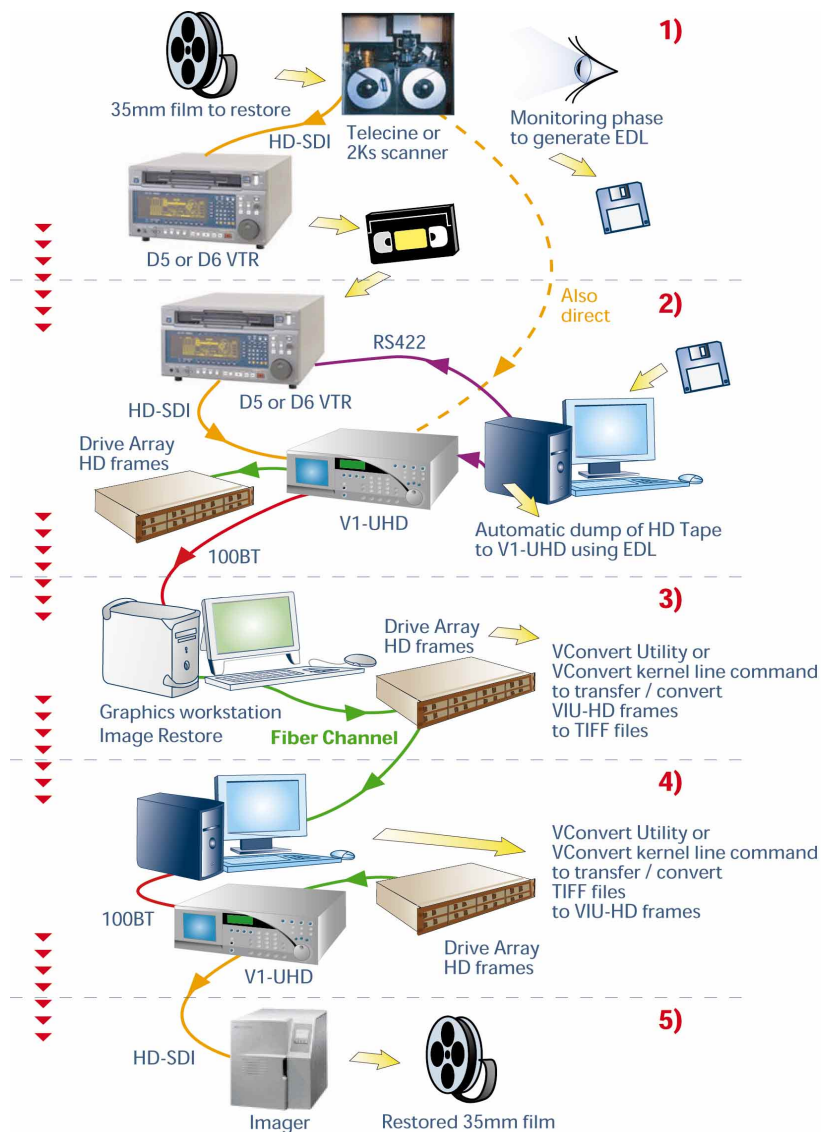 1)
35mm film to restore
Telecine or
2Ks scanner
HD-SDI
Monitoring phase
to generate EDL
D5 or D6 VTR
Also
direct
2)
RS422
D5 or D6 VTR
HD-SDI
Drive Array
HD frames
V1-UHD
Automatic dump of HD Tape
to V1-UHD using EDL
100BT
3)
Drive Array
HD frames
VConvert Utility or
VConvert kernel line command
to transfer / convert
VIU-HD frames
to TIFF files
Graphics workstation
Image Restore
Fiber Channel
4)
VConvert Utility or
VConvert kernel line command
to transfer / convert
TIFF files
to VIU-HD frames
100BT
V1-UHD
Drive Array
HD frames
5)
HD-SDI
Imager
Restored 35mm film